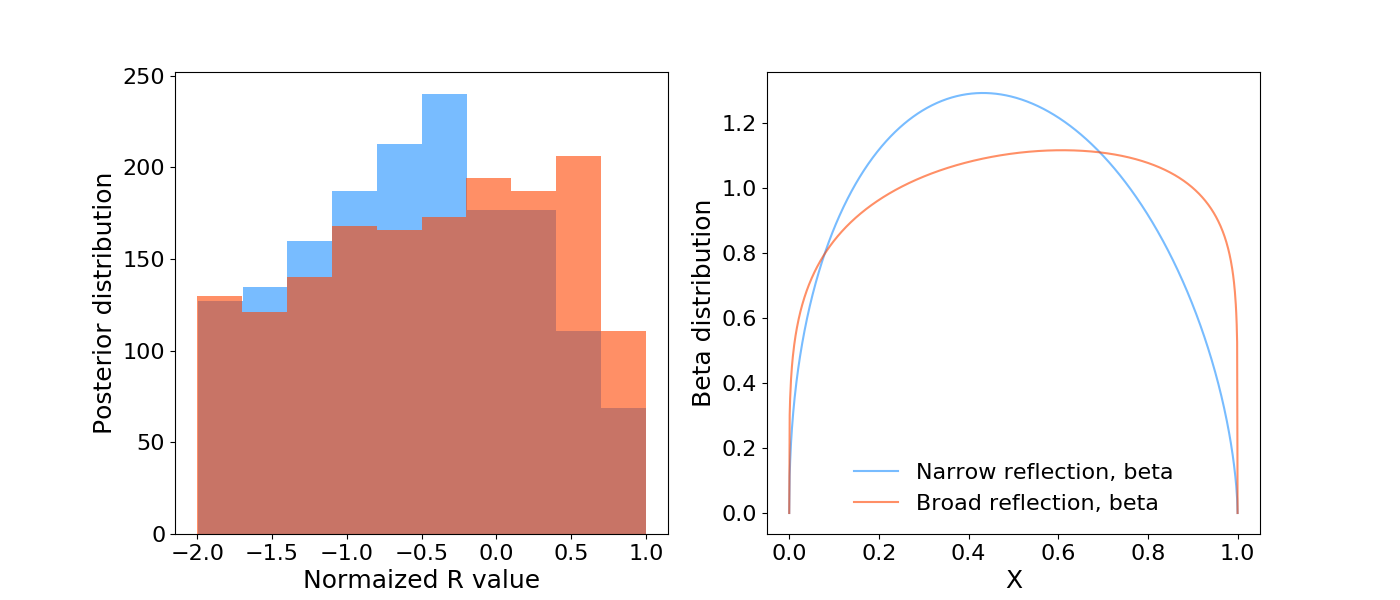 250
200
150
100
50
0
Posterior distribution
−2.0 −1.5 −1.0 −0.5 0.0 0.5 1.0
Normaized R value
1.2
1.0
0.8
0.6
0.4
0.2
0.0
Beta distribution
Narrow reflection, beta
Broad reflection, beta
0.0 0.2 0.4 0.6 0.8 1.0
X